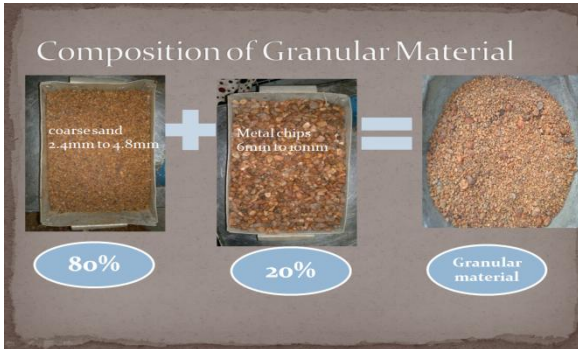 Composition of Granular Material
coarse sand
2.4mm to 4.8mm
Metal chips
6mm to 10mm
80%
20%
Granular
material